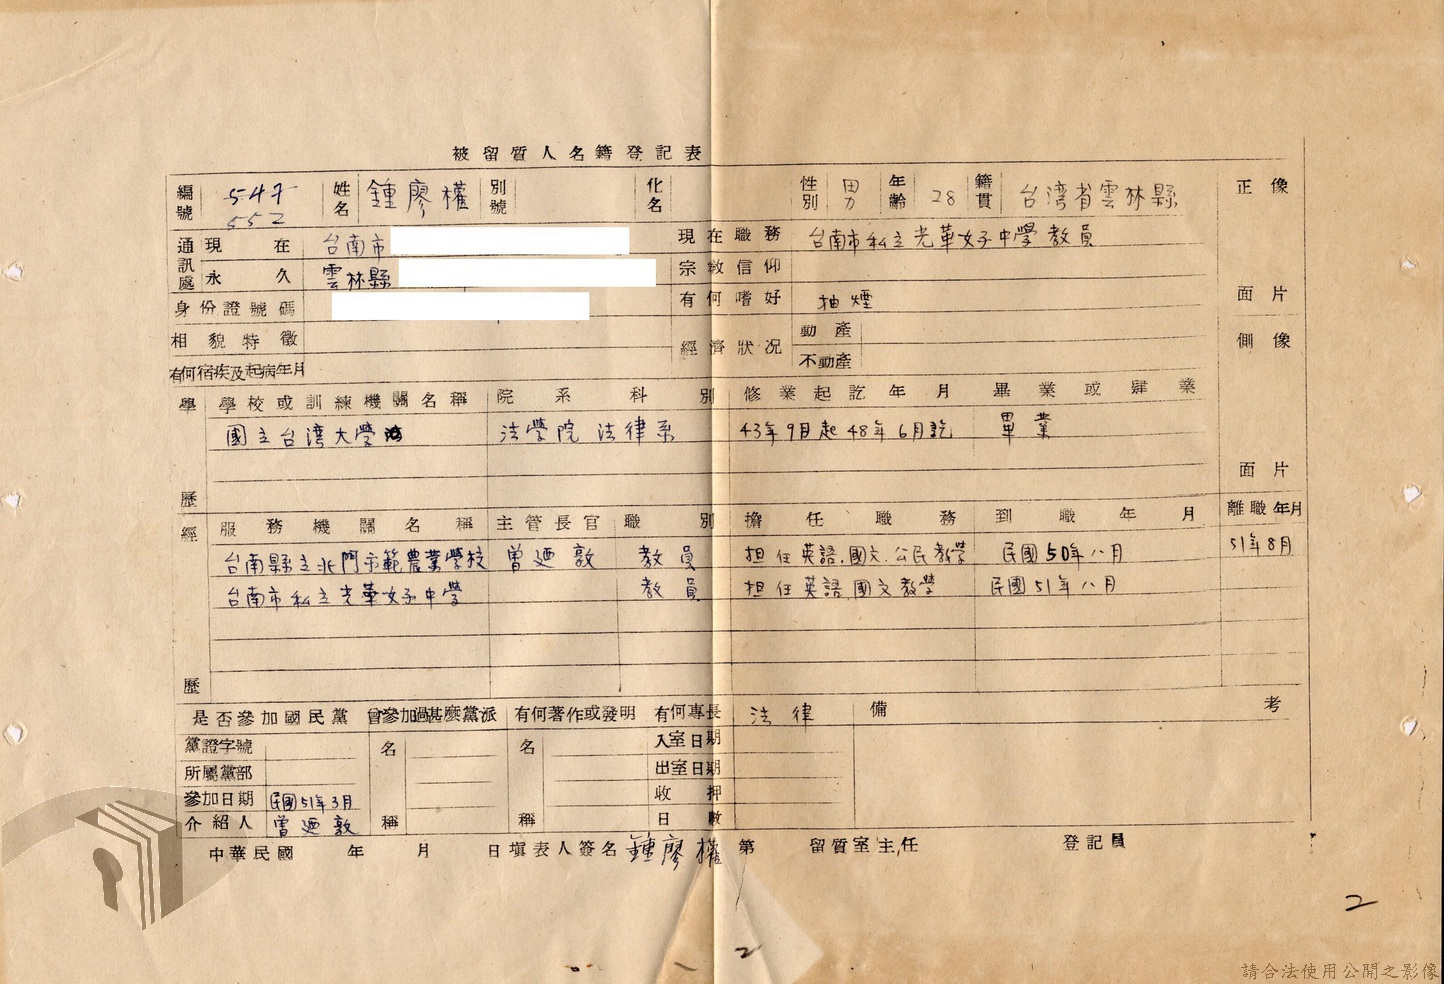 被留質人名籍登記表
編號 547 姓名 鍾廖權 別號 化名 性別 男 年齡 28 籍貫 台湾省雲林縣 正像
552
通訊處 現在 台南市 現在職務 台南市私立光華女子中學教員
永久 雲林縣 宗教信仰
身份證號碼 有何嗜好 抽煙 面片
相貌特徵 經濟狀況 動產 側像
有何宿疾及起病年月 不動產
學歷 學校或訓練機關名稱 院系科別 修業起訖年月 畢業或肄業
國立台湾大學 法學院 法律系 43年9月起48年6月訖 畢業
面片
經歷 服務機關名稱 主管長官 職別 擔任職務 到職年月 離職年月
台南縣立北門示範農業學校 曾迺敦 教員 担任英語.國文.公民教學 民國50年八月 51年8月
台南市私立光華女子中學 教員 担任英語.國文教學 民國51年八月
是否參加國民黨 曾參加過甚麼黨派 有何著作或發明 有何專長 法律 備考
黨證字號 名稱 名稱 入室日期
所屬黨部 出室日期
參加日期 民國51年3月 收押日數
介紹人 曾迺敦
中華民國 年 月 日 填表人簽名 鍾廖權 第 留質室主任 登記員
2
2
請合法使用公開之影像